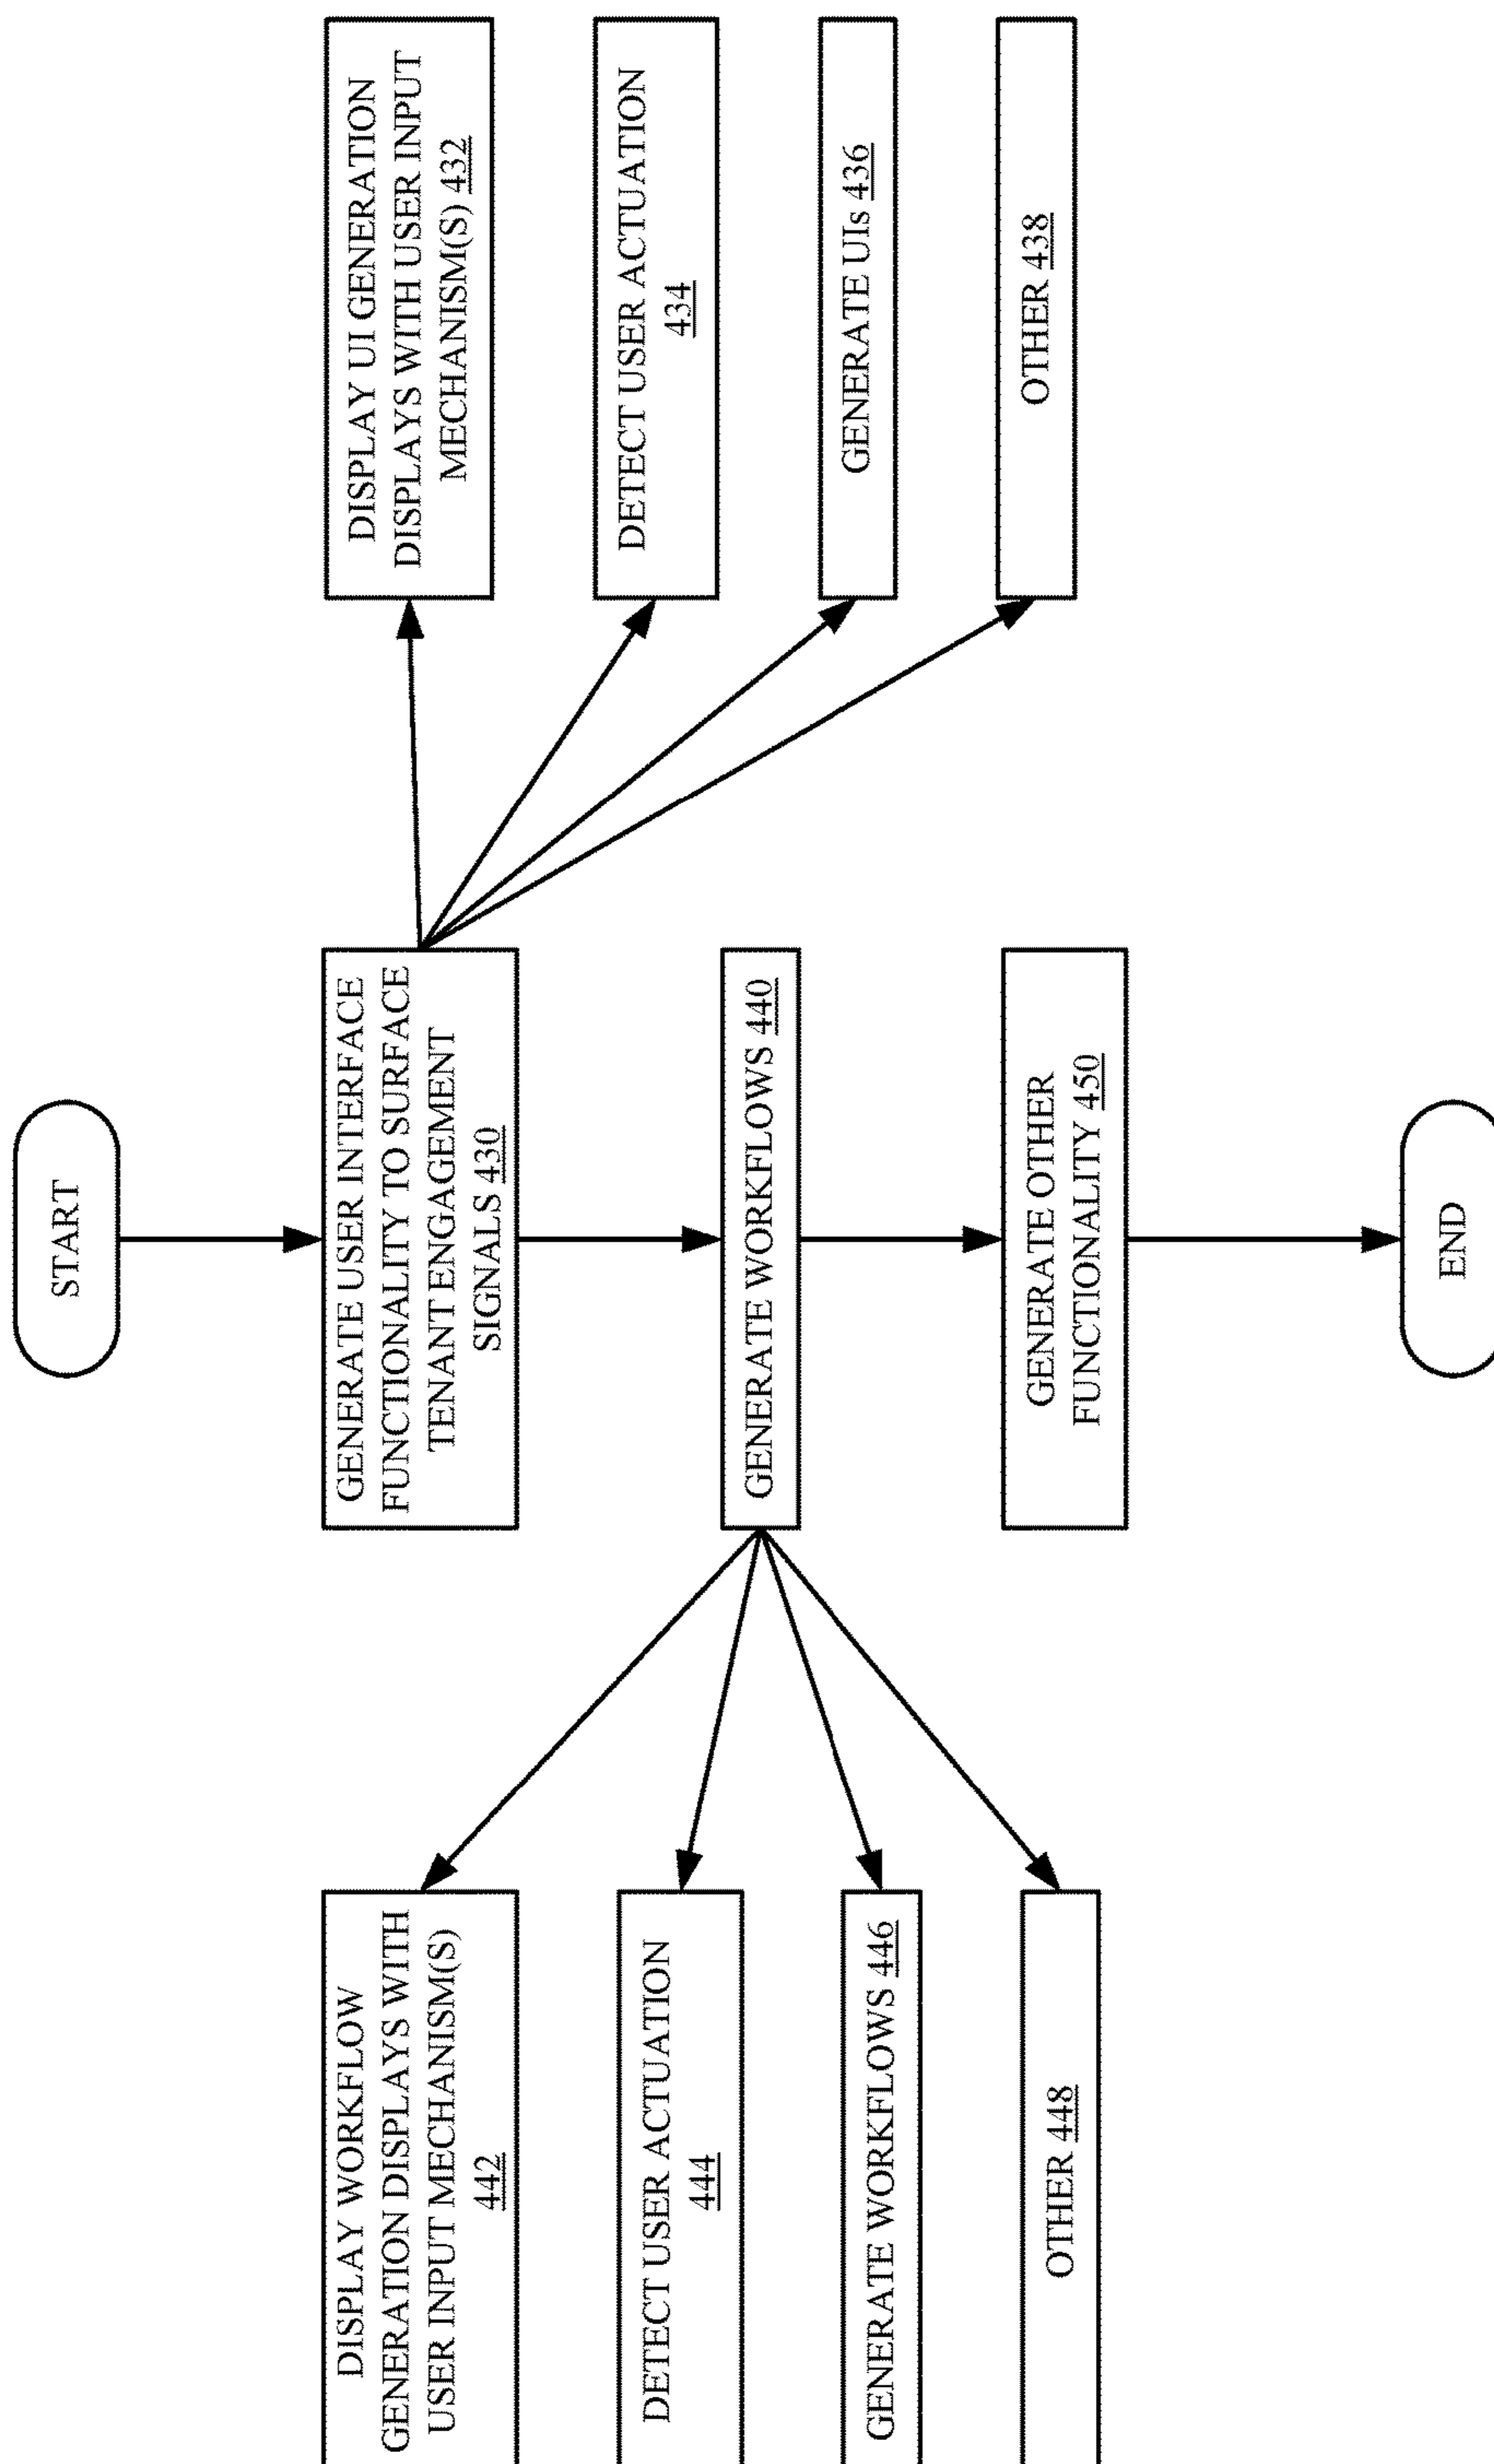 START
GENERATE USER INTERFACE
FUNCTIONALITY TO SURFACE
TENANT ENGAGEMENT
SIGNALS 430
DISPLAY UI GENERATION
DISPLAYS WITH USER INPUT
MECHANISM(S) 432
DETECT USER ACTUATION
434
GENERATE UIs 436
OTHER 438
GENERATE WORKFLOWS 440
DISPLAY WORKFLOW
GENERATION DISPLAYS WITH
USER INPUT MECHANISM(S)
442
DETECT USER ACTUATION
444
GENERATE WORKFLOWS 446
OTHER 448
GENERATE OTHER
FUNCTIONALITY 450
END